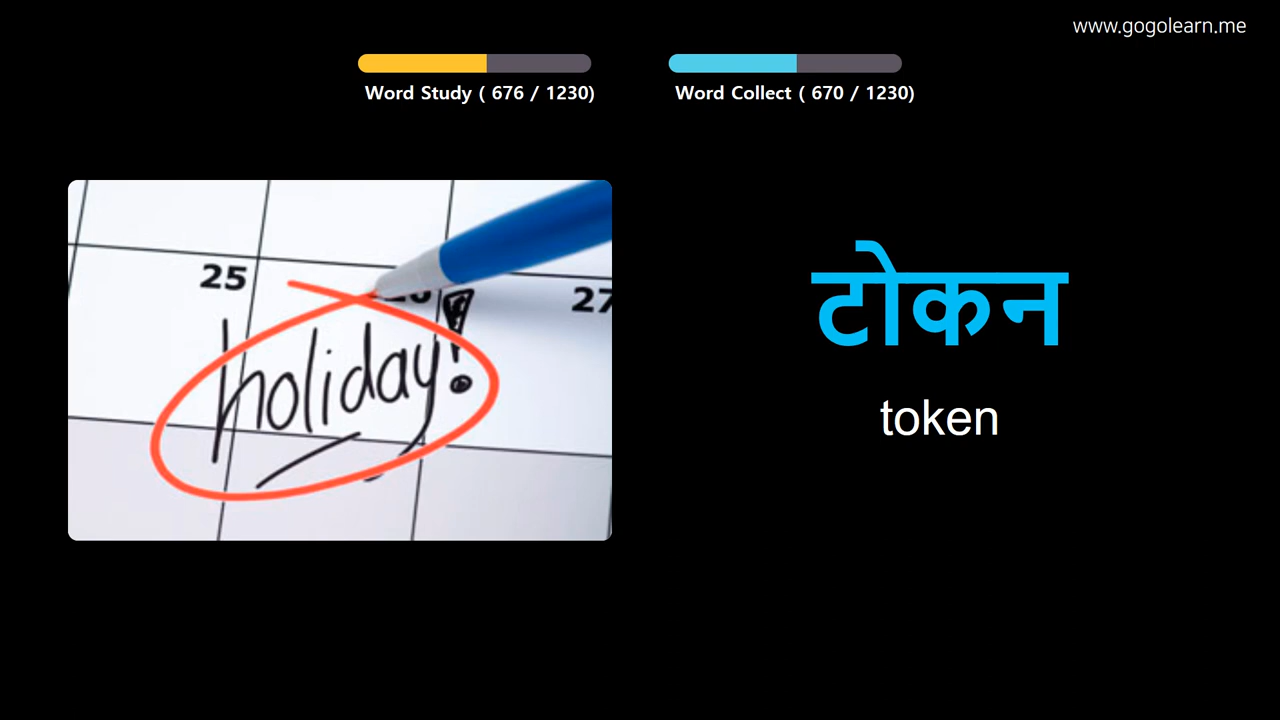 www.gogolearn.me
Word Study ( 676 / 1230)
Word Collect ( 670 / 1230)
25
27
holiday!
टोकन
token